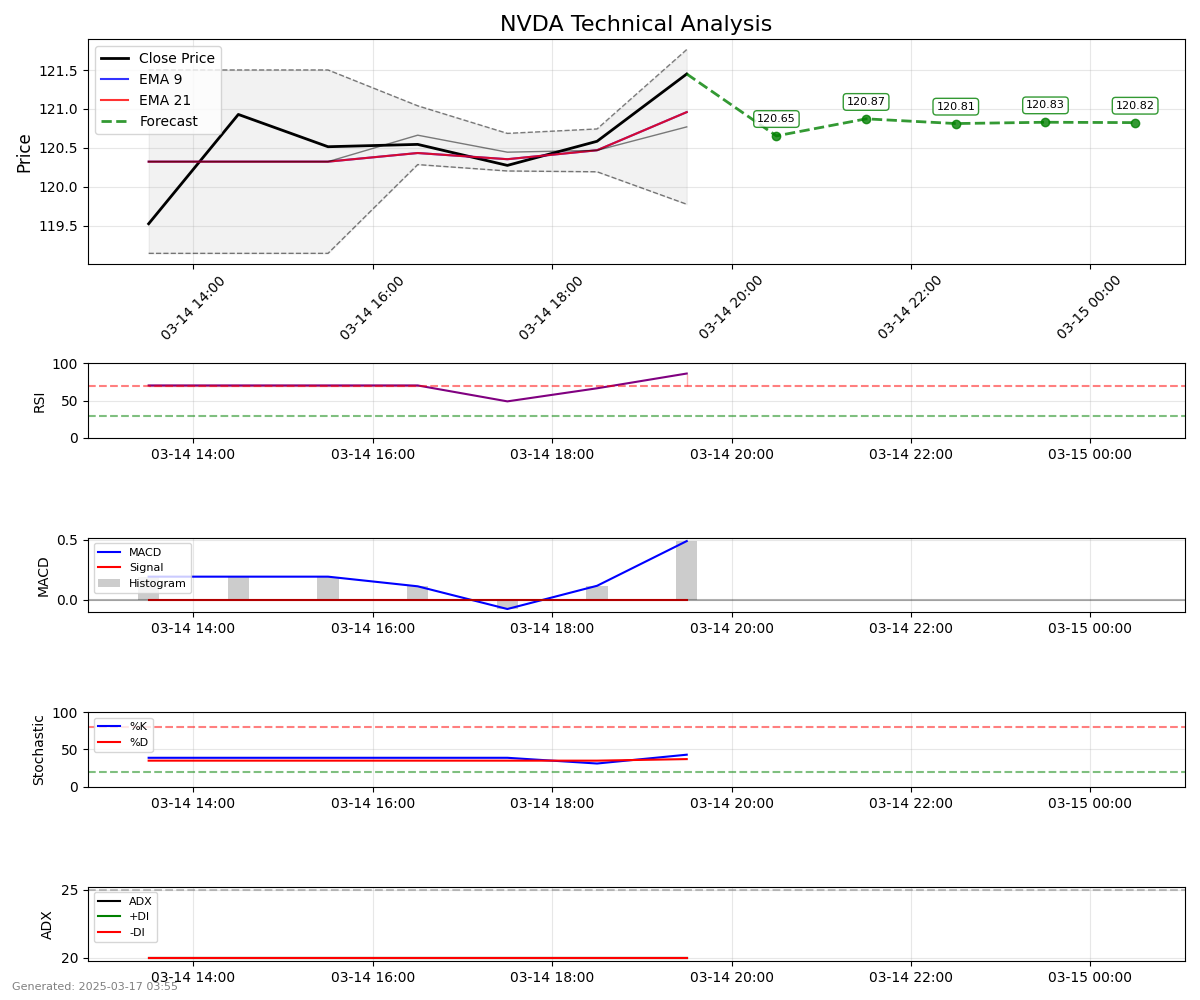 NVDA Technical Analysis
Close Price
EMA 9
EMA 21
Forecast
Price
121.5
121.0
120.5
120.0
119.5
120.65
120.87
120.81
120.83
120.82
03-14 14:00
03-14 16:00
03-14 18:00
03-14 20:00
03-14 22:00
03-15 00:00
RSI
100
50
0
03-14 14:00
03-14 16:00
03-14 18:00
03-14 20:00
03-14 22:00
03-15 00:00
MACD
0.5
0.0
MACD
Signal
Histogram
03-14 14:00
03-14 16:00
03-14 18:00
03-14 20:00
03-14 22:00
03-15 00:00
Stochastic
100
50
0
%K
%D
03-14 14:00
03-14 16:00
03-14 18:00
03-14 20:00
03-14 22:00
03-15 00:00
ADX
25
20
ADX
+DI
-DI
03-14 14:00
03-14 16:00
03-14 18:00
03-14 20:00
03-14 22:00
03-15 00:00
Generated: 2025-03-17 03:55